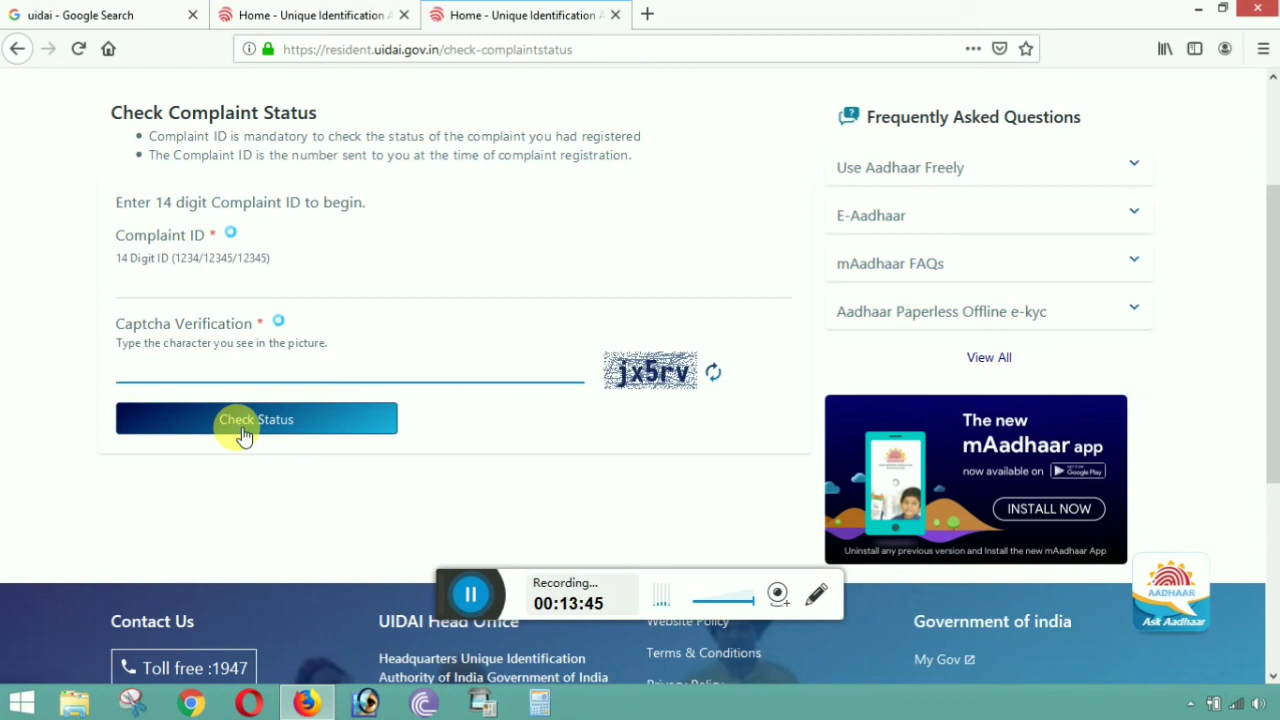 uidai - Google Search
Home - Unique Identification A
Home - Unique Identification A
https://resident.uidai.gov.in/check-complaintstatus
Check Complaint Status
Complaint ID is mandatory to check the status of the complaint you had registered
The Complaint ID is the number sent to you at the time of complaint registration.
Enter 14 digit Complaint ID to begin.
Complaint ID *
14 Digit ID (1234/12345/12345)
Captcha Verification *
Type the character you see in the picture.
jx5rv
Check Status
Frequently Asked Questions
Use Aadhaar Freely
E-Aadhaar
mAadhaar FAQs
Aadhaar Paperless Offline e-kyc
View All
The new
mAadhaar app
now available on
GET IT ON
Google Play
INSTALL NOW
Uninstall any previous version and Install the new mAadhaar App
AADHAAR
Ask Aadhaar
Recording...
00:13:45
Contact Us
Toll free :1947
UIDAI Head Office
Headquarters Unique Identification
Authority of India Government of India
Website Policy
Terms & Conditions
Privacy Policy
Government of india
My Gov